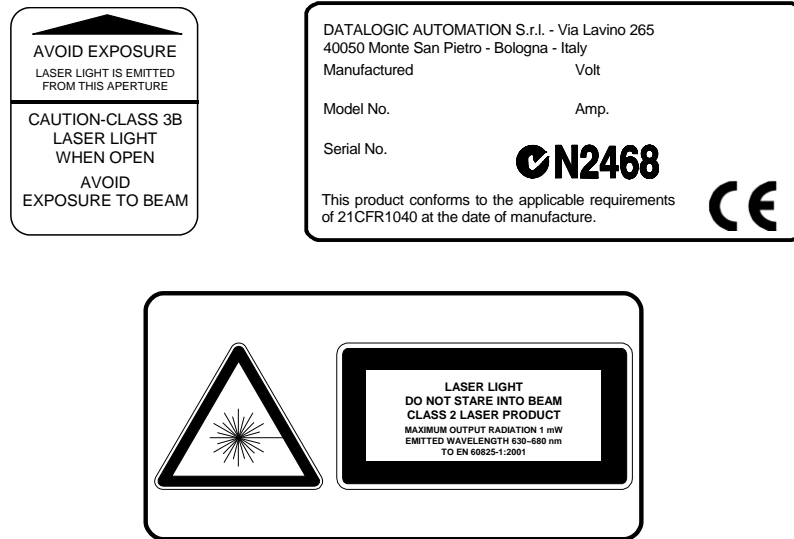 AVOID EXPOSURE
LASER LIGHT IS EMITTED
FROM THIS APERTURE
CAUTION-CLASS 3B
LASER LIGHT
WHEN OPEN
AVOID
EXPOSURE TO BEAM
DATALOGIC AUTOMATION S.r.l. - Via Lavino 265
40050 Monte San Pietro - Bologna - Italy
Manufactured Volt
Model No. Amp.
Serial No.
N2468
This product conforms to the applicable requirements
of 21CFR1040 at the date of manufacture.
CE
LASER LIGHT
DO NOT STARE INTO BEAM
CLASS 2 LASER PRODUCT
MAXIMUM OUTPUT RADIATION 1 mW
EMITTED WAVELENGTH 630–680 nm
TO EN 60825-1:2001